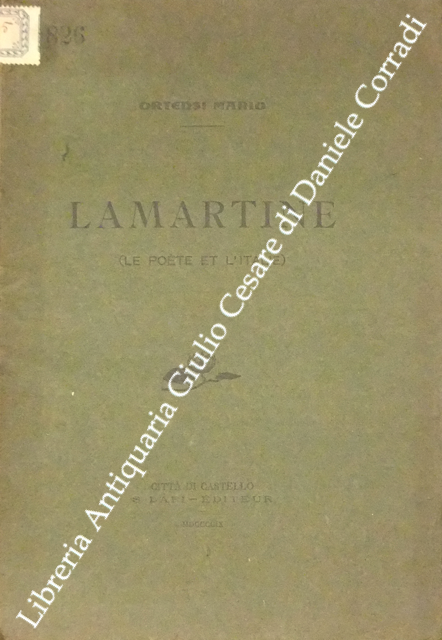 826
ORTENSI MARIO
LAMARTINE
(LE POÈTE ET L'ITALIE)
CITTÀ DI CASTELLO
S. LAPI-EDITEUR
Libreria Antiquaria Giulio Cesare di Daniele Corradi